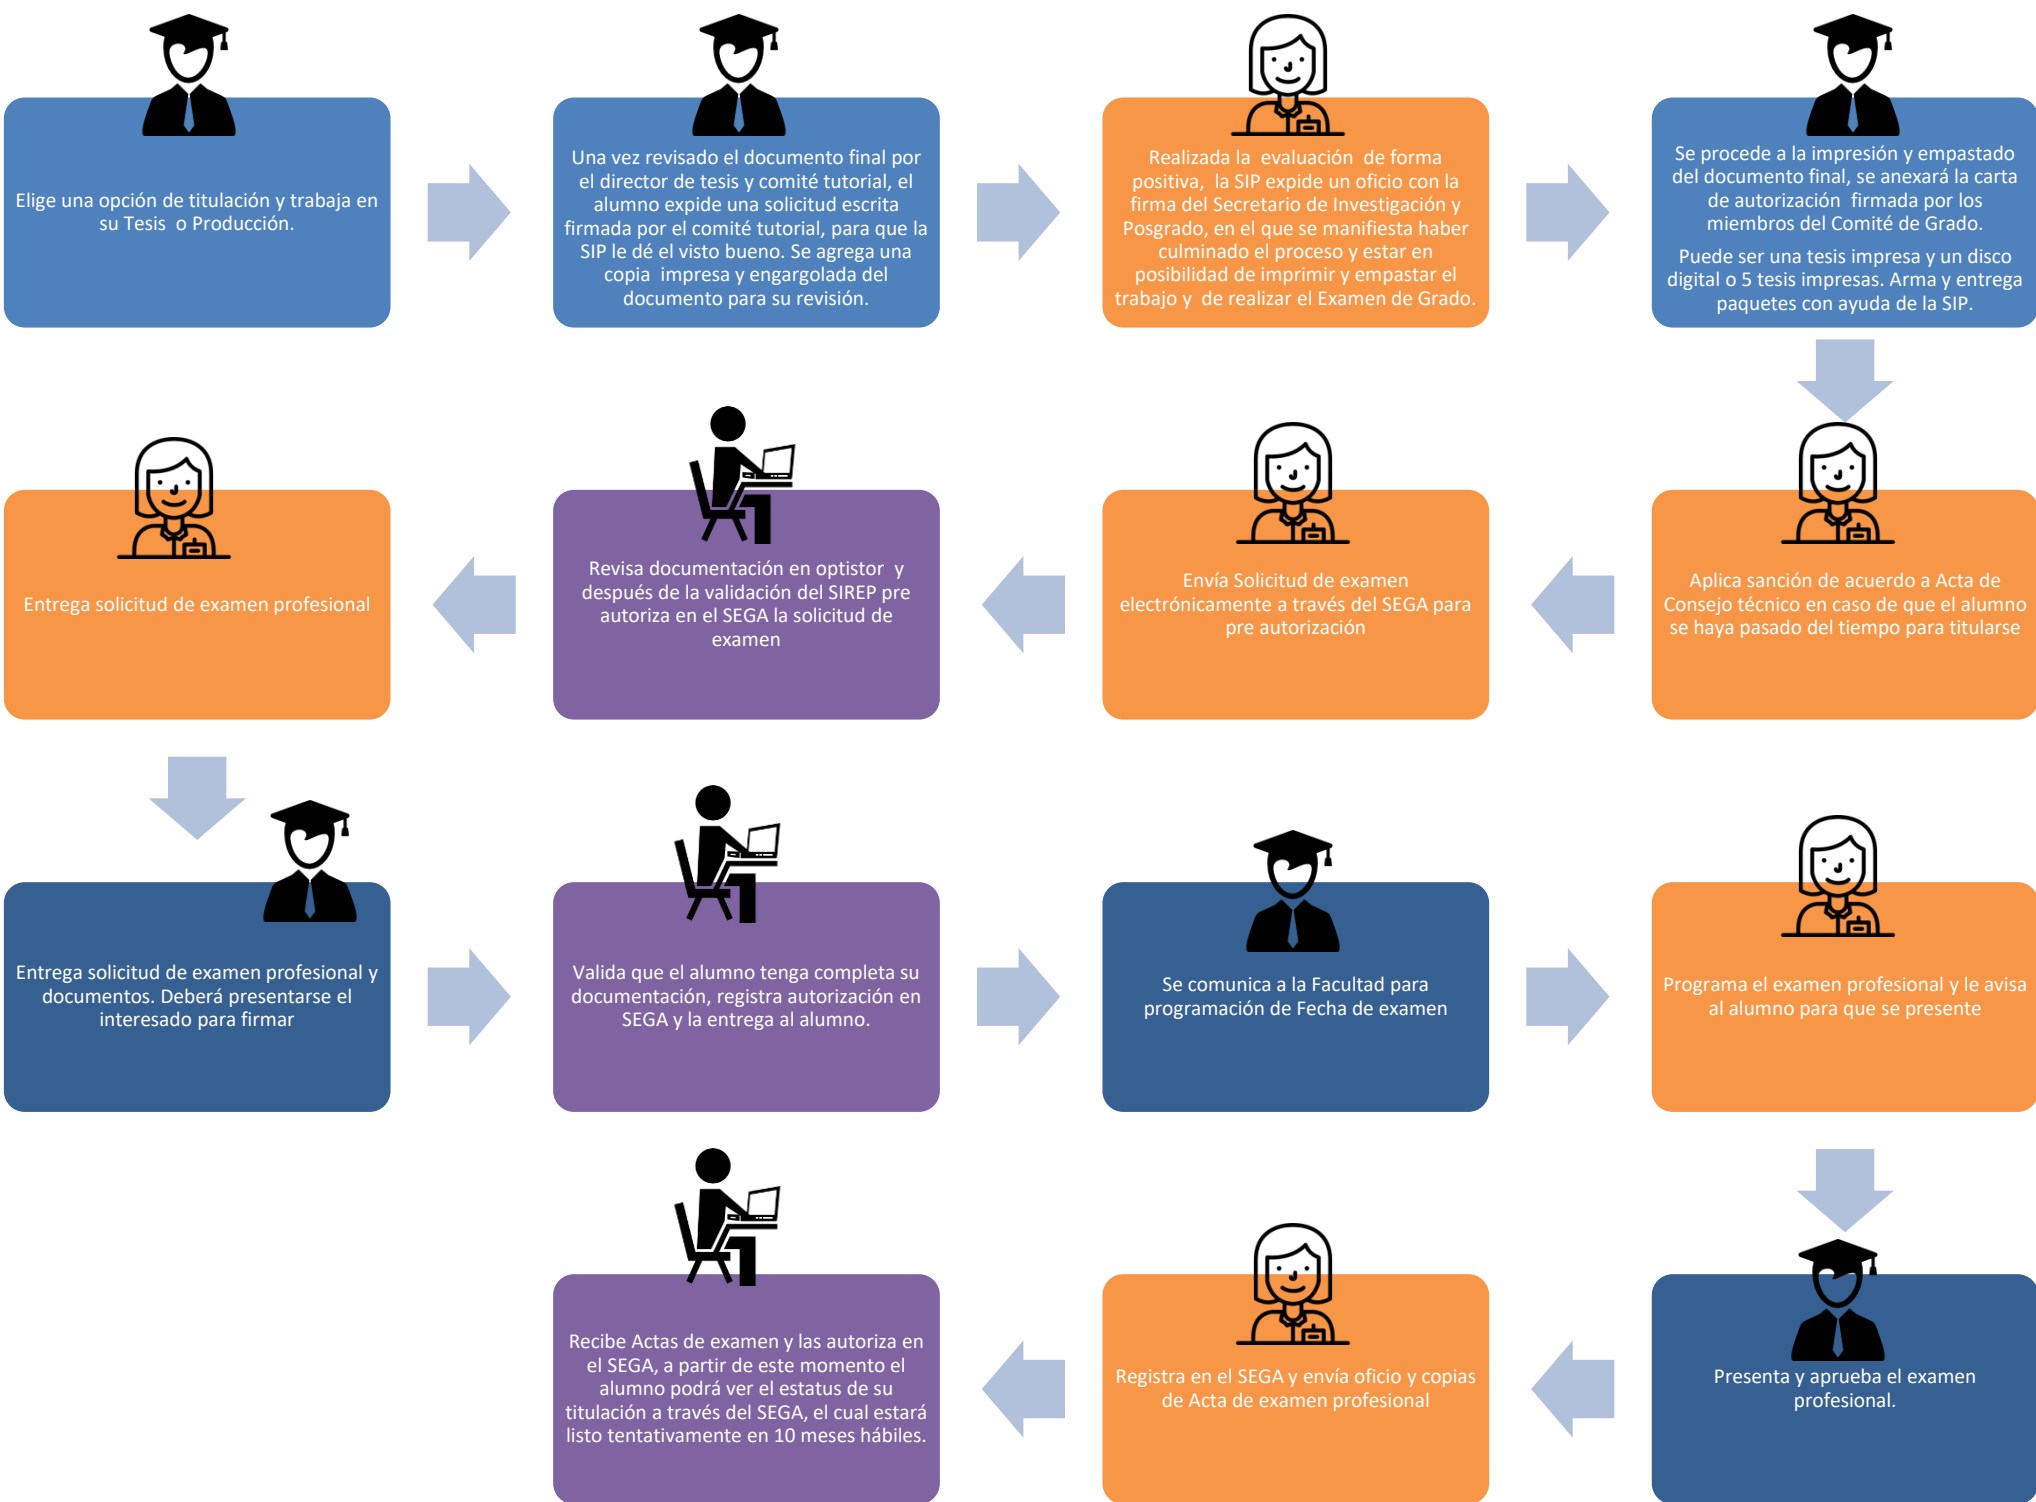 Elige una opción de titulación y trabaja en
su Tesis o Producción.
Una vez revisado el documento final por
el director de tesis y comité tutorial, el
alumno expide una solicitud escrita
firmada por el comité tutorial, para que la
SIP le dé el visto bueno. Se agrega una
copia impresa y engargolada del
documento para su revisión.
Realizada la evaluación de forma
positiva, la SIP expide un oficio con la
firma del Secretario de Investigación y
Posgrado, en el que se manifiesta haber
culminado el proceso y estar en
posibilidad de imprimir y empastar el
trabajo y de realizar el Examen de Grado.
Se procede a la impresión y empastado
del documento final, se anexará la carta
de autorización firmada por los
miembros del Comité de Grado.
Puede ser una tesis impresa y un disco
digital o 5 tesis impresas. Arma y entrega
paquetes con ayuda de la SIP.
Aplica sanción de acuerdo a Acta de
Consejo técnico en caso de que el alumno
se haya pasado del tiempo para titularse
Envía Solicitud de examen
electrónicamente a través del SEGA para
pre autorización
Revisa documentación en optistor y
después de la validación del SIREP pre
autoriza en el SEGA la solicitud de
examen
Entrega solicitud de examen profesional
Entrega solicitud de examen profesional y
documentos. Deberá presentarse el
interesado para firmar
Valida que el alumno tenga completa su
documentación, registra autorización en
SEGA y la entrega al alumno.
Se comunica a la Facultad para
programación de Fecha de examen
Programa el examen profesional y le avisa
al alumno para que se presente
Presenta y aprueba el examen
profesional.
Registra en el SEGA y envía oficio y copias
de Acta de examen profesional
Recibe Actas de examen y las autoriza en
el SEGA, a partir de este momento el
alumno podrá ver el estatus de su
titulación a través del SEGA, el cual estará
listo tentativamente en 10 meses hábiles.